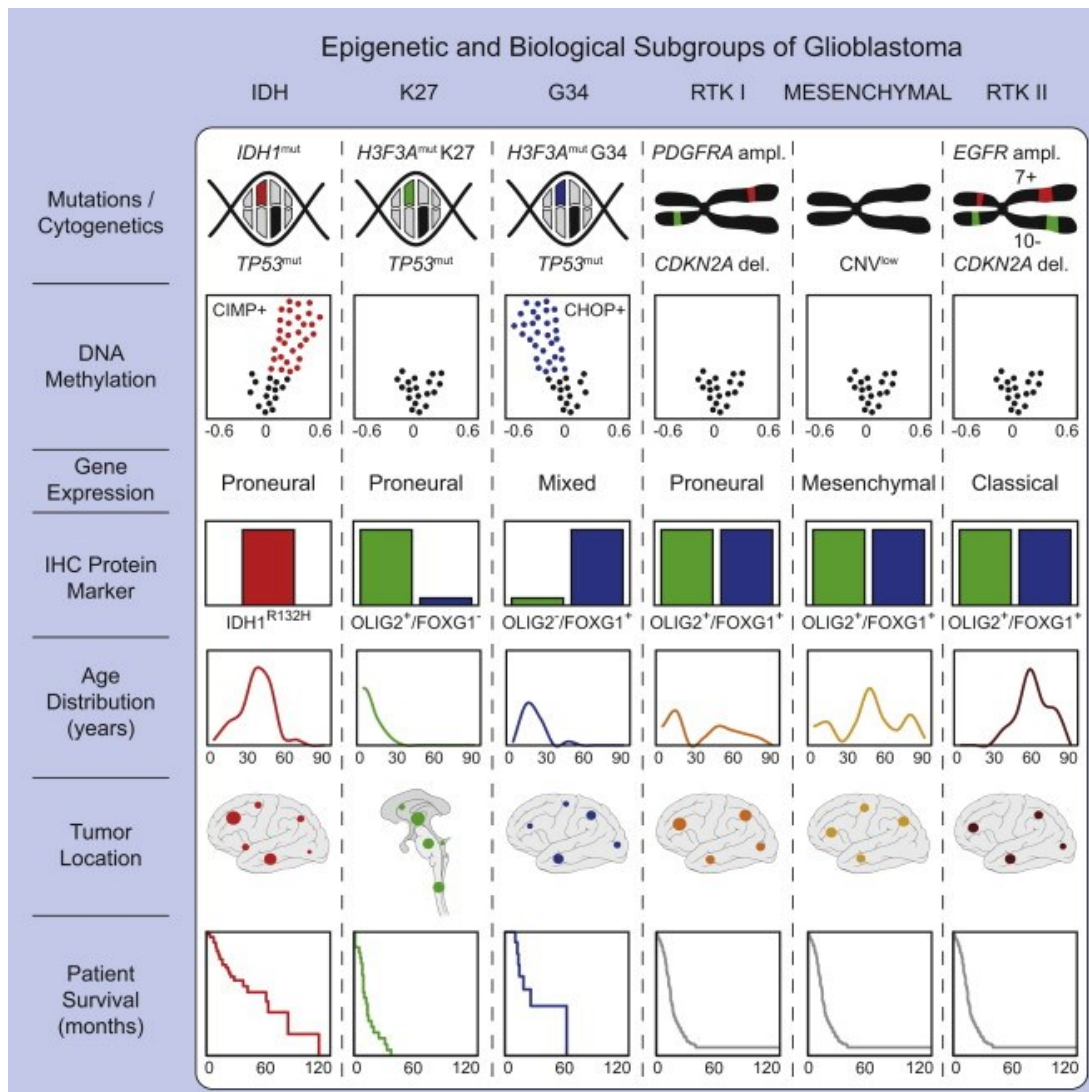 Epigenetic and Biological Subgroups of Glioblastoma
IDH K27 G34 RTK I MESENCHYMAL RTK II
Mutations /
Cytogenetics
IDH1mut H3F3Amut K27 H3F3Amut G34 PDGFRA ampl. EGFR ampl.
7+
10-
TP53mut TP53mut TP53mut CDKN2A del. CNVlow CDKN2A del.
DNA
Methylation
CIMP+ CHOP+
-0.6 0 0.6 -0.6 0 0.6 -0.6 0 0.6 -0.6 0 0.6 -0.6 0 0.6 -0.6 0 0.6
Gene
Expression
Proneural Proneural Mixed Proneural Mesenchymal Classical
IHC Protein
Marker
IDH1R132H OLIG2+/FOXG1- OLIG2-/FOXG1+ OLIG2+/FOXG1+ OLIG2+/FOXG1+ OLIG2+/FOXG1+
Age
Distribution
(years)
0 30 60 90 0 30 60 90 0 30 60 90 0 30 60 90 0 30 60 90 0 30 60 90
Tumor
Location
Patient
Survival
(months)
0 60 120 0 60 120 0 60 120 0 60 120 0 60 120 0 60 120